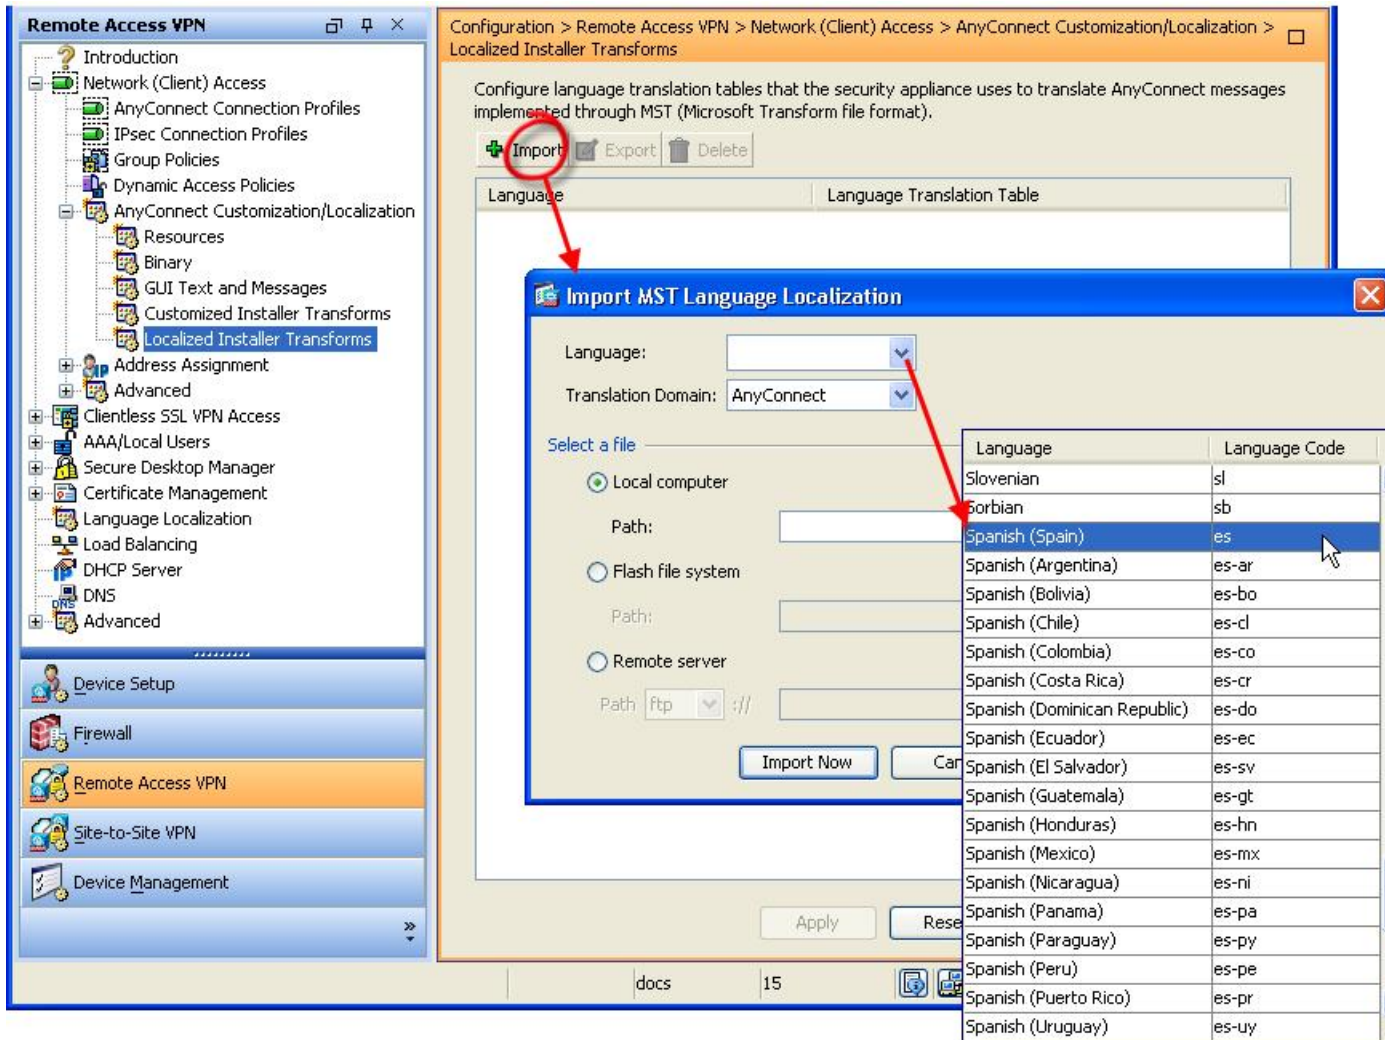 Remote Access VPN
Introduction
Network (Client) Access
AnyConnect Connection Profiles
IPsec Connection Profiles
Group Policies
Dynamic Access Policies
AnyConnect Customization/Localization
Resources
Binary
GUI Text and Messages
Customized Installer Transforms
Localized Installer Transforms
Address Assignment
Advanced
Clientless SSL VPN Access
AAA/Local Users
Secure Desktop Manager
Certificate Management
Language Localization
Load Balancing
DHCP Server
DNS
Advanced
Device Setup
Firewall
Remote Access VPN
Site-to-Site VPN
Device Management
Configuration > Remote Access VPN > Network (Client) Access > AnyConnect Customization/Localization >
Localized Installer Transforms
Configure language translation tables that the security appliance uses to translate AnyConnect messages
implemented through MST (Microsoft Transform file format).
Import Export Delete
Language Language Translation Table
Import MST Language Localization
Language:
Translation Domain: AnyConnect
Select a file
Local computer
Path:
Flash file system
Path:
Remote server
Path ftp ://
Import Now Can
Apply Rese
docs 15
Language Language Code
Slovenian sl
Sorbian sb
Spanish (Spain) es
Spanish (Argentina) es-ar
Spanish (Bolivia) es-bo
Spanish (Chile) es-cl
Spanish (Colombia) es-co
Spanish (Costa Rica) es-cr
Spanish (Dominican Republic) es-do
Spanish (Ecuador) es-ec
Spanish (El Salvador) es-sv
Spanish (Guatemala) es-gt
Spanish (Honduras) es-hn
Spanish (Mexico) es-mx
Spanish (Nicaragua) es-ni
Spanish (Panama) es-pa
Spanish (Paraguay) es-py
Spanish (Peru) es-pe
Spanish (Puerto Rico) es-pr
Spanish (Uruguay) es-uy